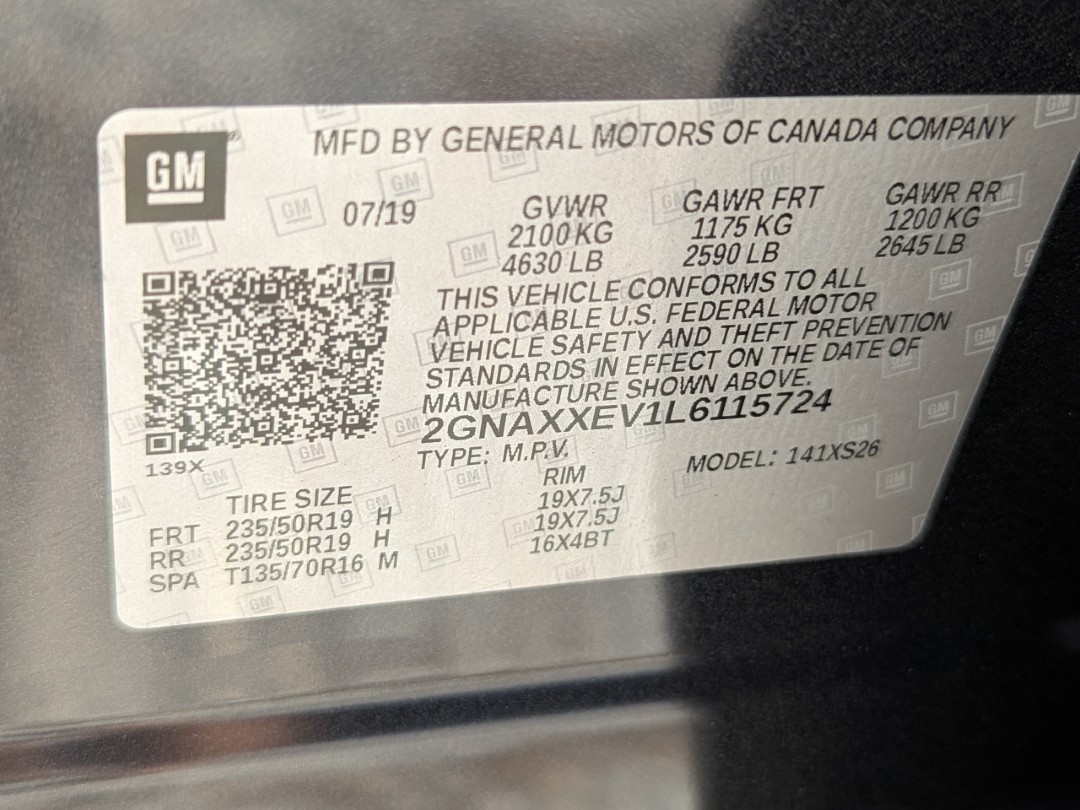 GM
MFD BY GENERAL MOTORS OF CANADA COMPANY
07/19
GVWR
2100 KG
4630 LB
GAWR FRT
1175 KG
2590 LB
GAWR RR
1200 KG
2645 LB
THIS VEHICLE CONFORMS TO ALL
APPLICABLE U.S. FEDERAL MOTOR
VEHICLE SAFETY AND THEFT PREVENTION
STANDARDS IN EFFECT ON THE DATE OF
MANUFACTURE SHOWN ABOVE.
2GNAXXEV1L6115724
139X
TYPE: M.P.V. MODEL: 141XS26
TIRE SIZE RIM
FRT 235/50R19 H 19X7.5J
RR 235/50R19 H 19X7.5J
SPA T135/70R16 M 16X4BT